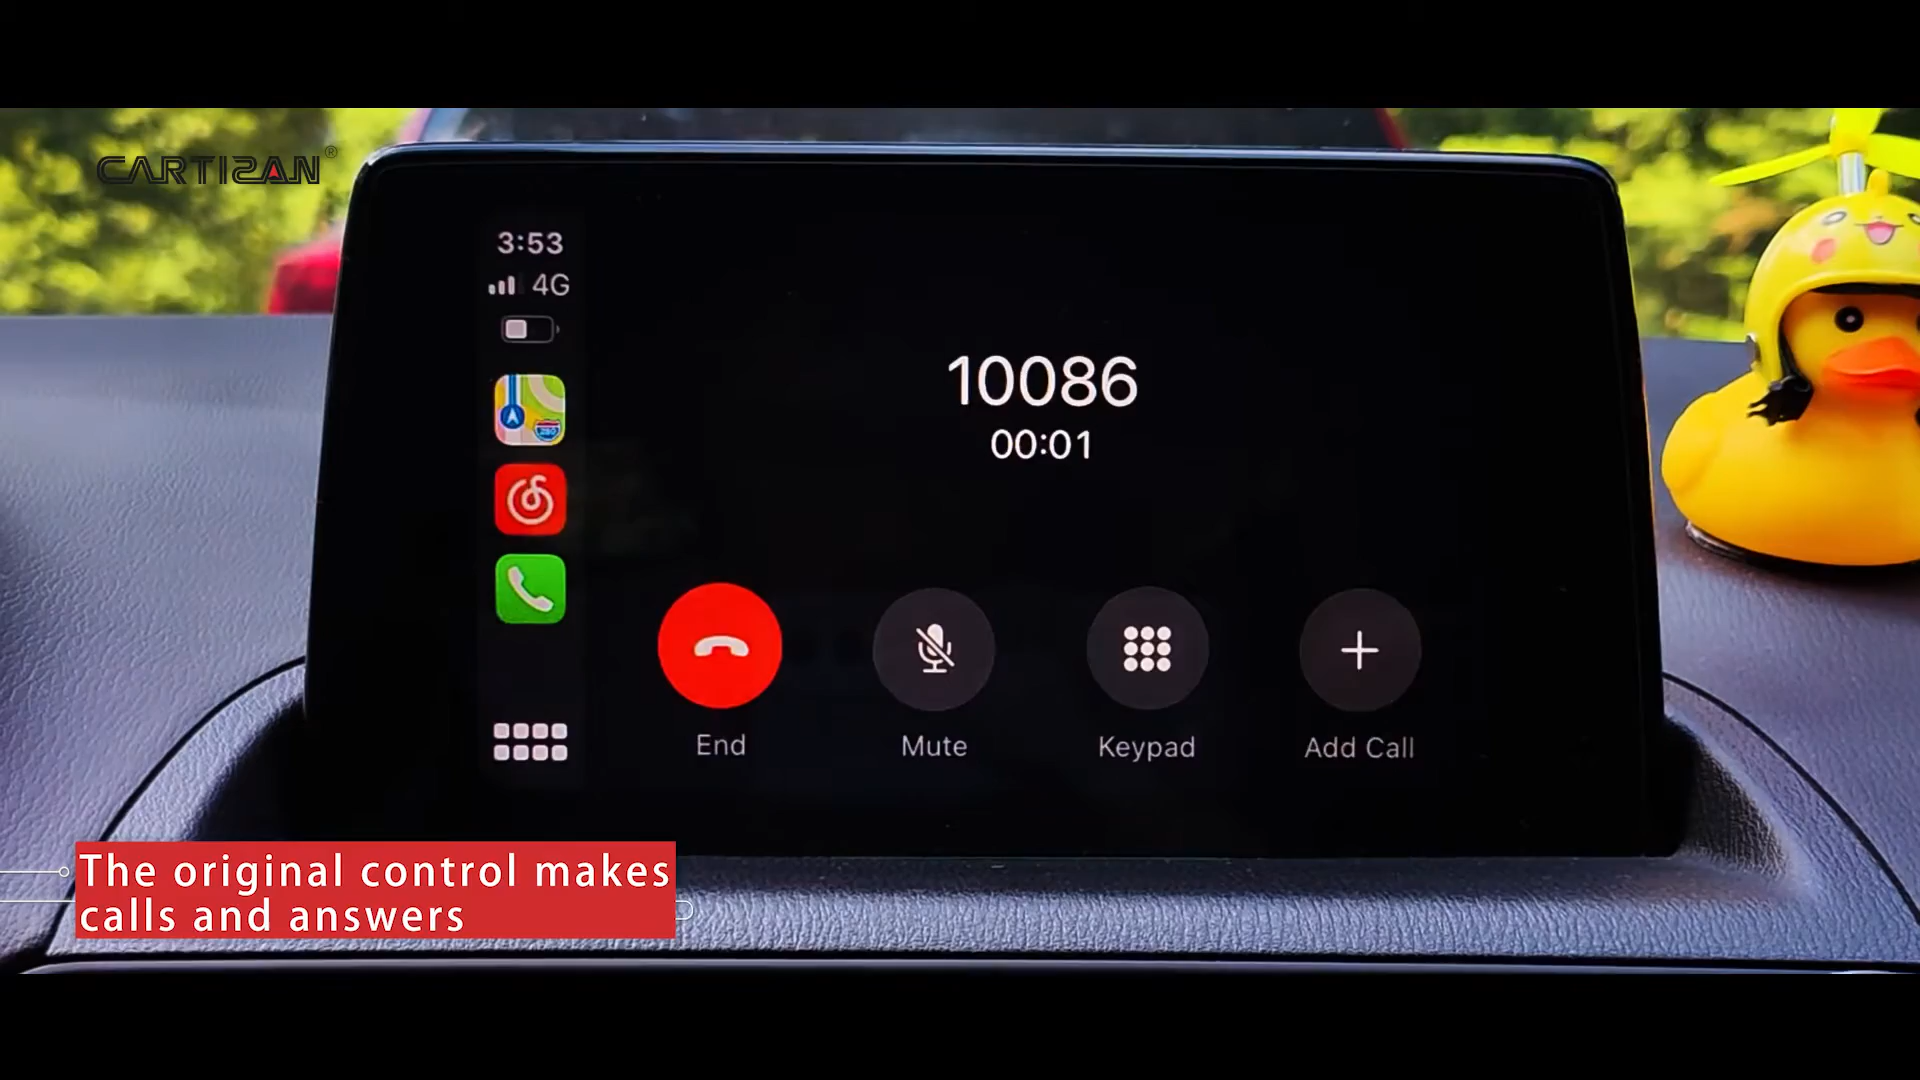 CARTIZAN®
3:53
4G
280
10086
00:01
End
Mute
Keypad
Add Call
The original control makes
calls and answers